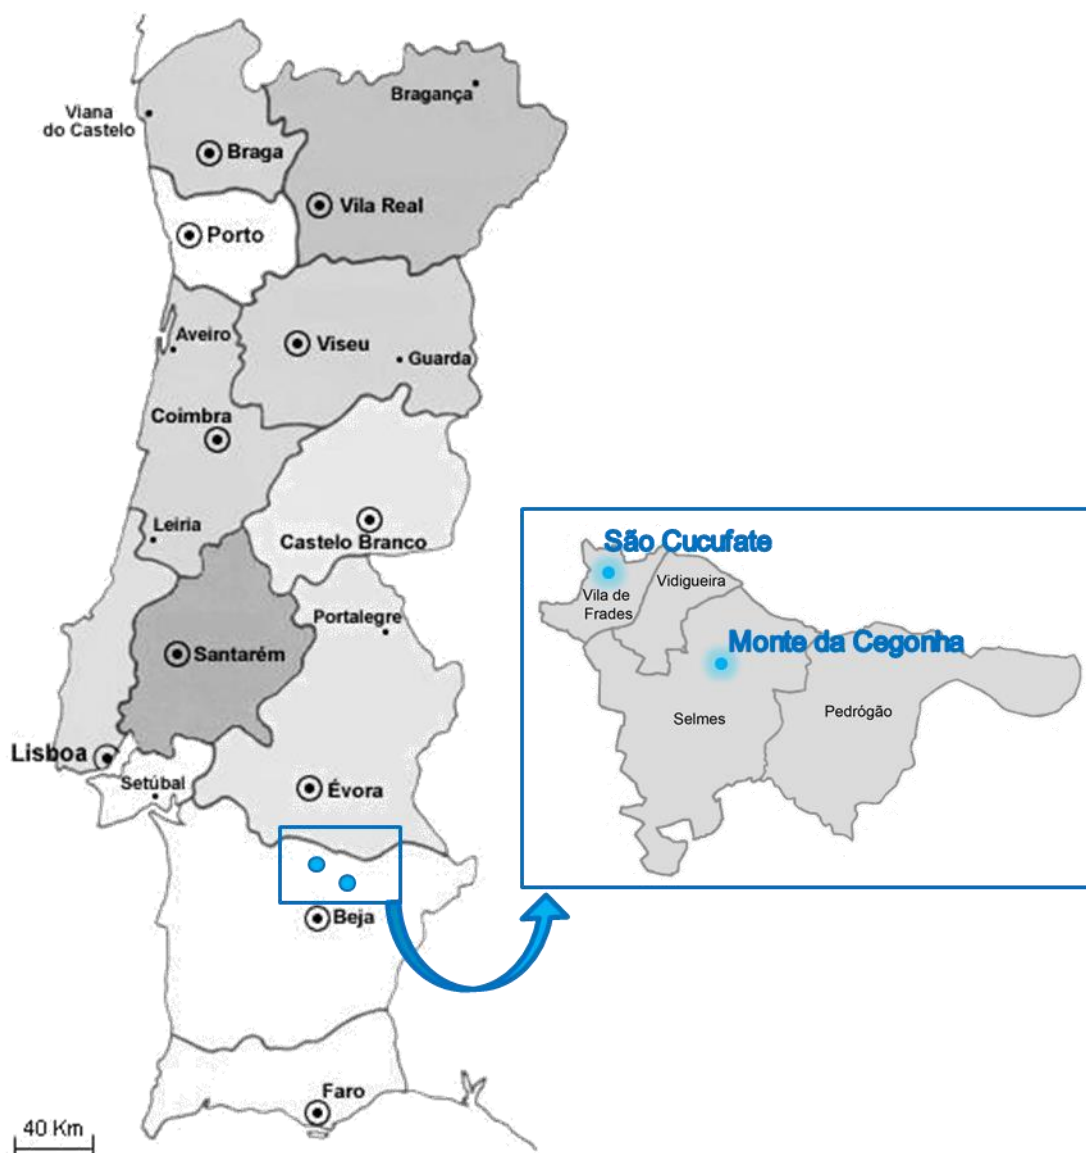 Bragança
Viana
do Castelo
Braga
Vila Real
Porto
Aveiro
Viseu
Guarda
Coimbra
Leiria
Castelo Branco
Portalegre
Santarém
Lisboa
Setúbal
Évora
Beja
Faro
40 Km
São Cucufate
Vidigueira
Vila de
Frades
Monte da Cegonha
Selmes
Pedrógão